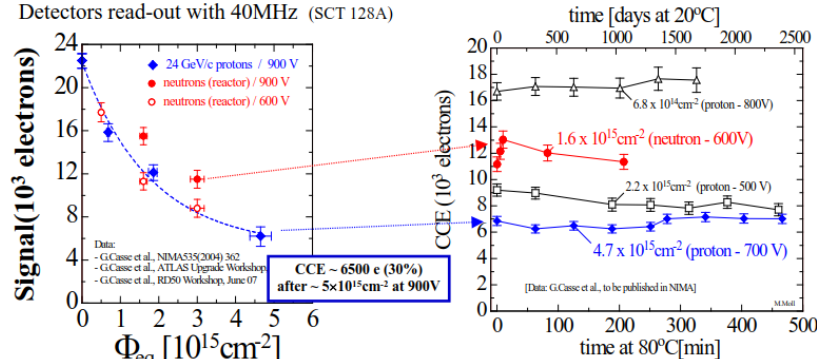 Detectors read-out with 40MHz (SCT 128A)
Signal(10³ electrons)
24
20
16
12
8
4
0
24 GeV/c protons / 900 V
neutrons (reactor) / 900 V
neutrons (reactor) / 600 V
Data:
- G.Casse et al., NIMA535(2004) 362
- G.Casse et al., ATLAS Upgrade Workshop,
- G.Casse et al., RD50 Workshop, June 07
CCE ~ 6500 e (30%)
after ~ 5×10¹⁵cm⁻² at 900V
0 1 2 3 4 5 6
Φeq [10¹⁵cm⁻²]
time [days at 20°C]
0 500 1000 1500 2000 2500
CCE (10³ electrons)
20
18
16
14
12
10
8
6
4
2
0
6.8 x 10¹⁴cm⁻² (proton - 800V)
1.6 x 10¹⁵cm⁻² (neutron - 600V)
2.2 x 10¹⁵cm⁻² (proton - 500 V)
4.7 x 10¹⁵cm⁻² (proton - 700 V)
[Data: G.Casse et al., to be published in NIMA]
M.Moll
0 100 200 300 400 500
time at 80°C[min]